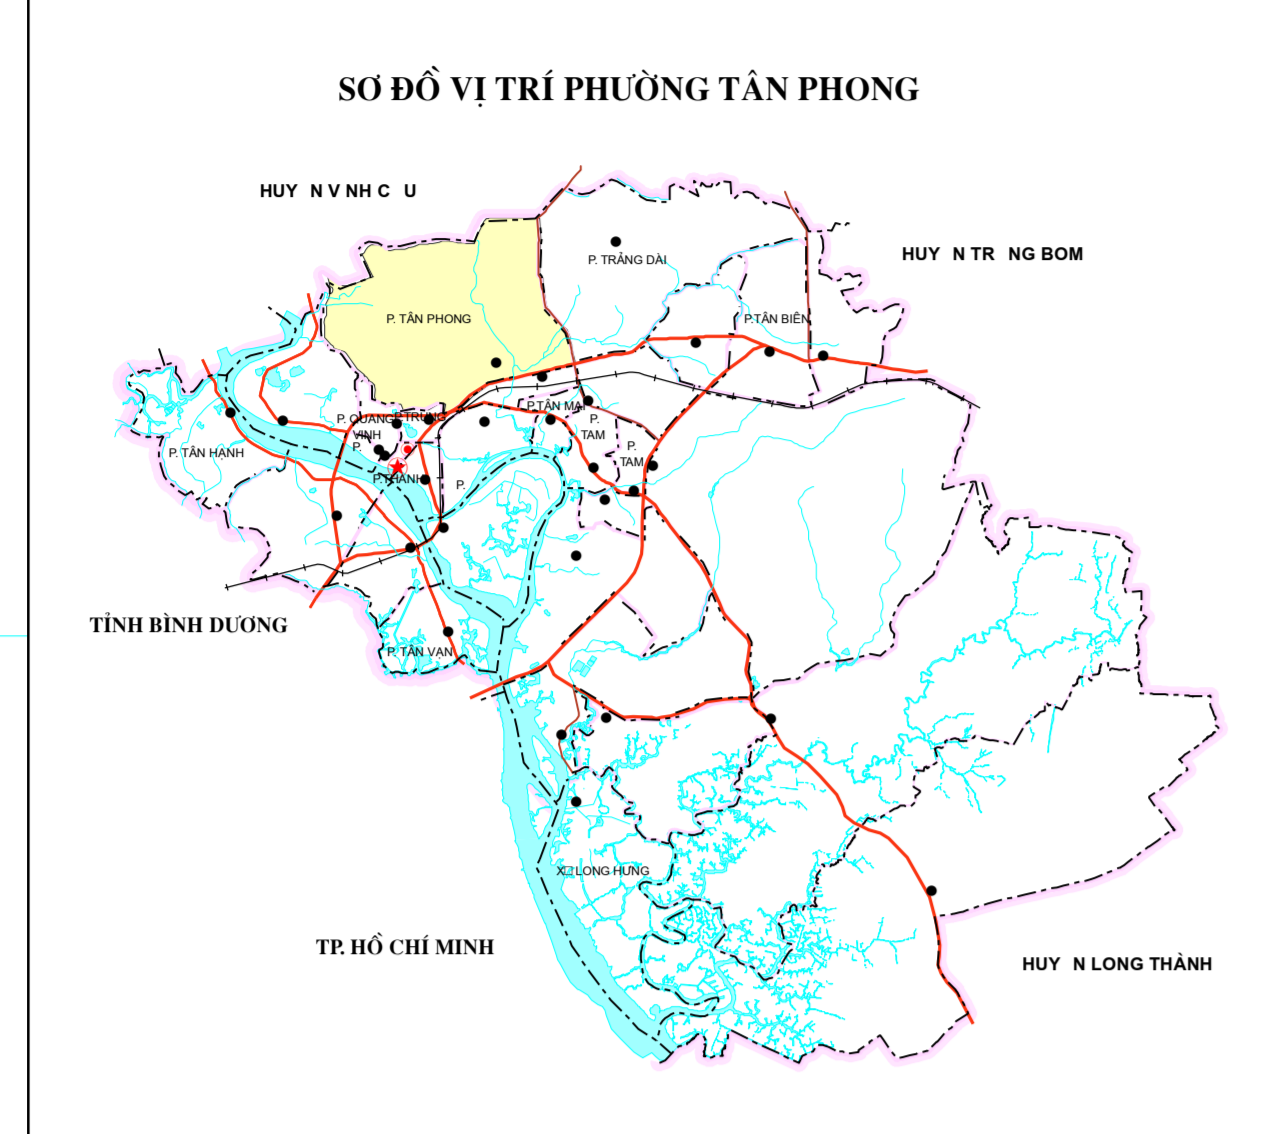 SƠ ĐỒ VỊ TRÍ PHƯỜNG TÂN PHONG
HUY N V NH C U
HUY N TR NG BOM
P. TRẢNG DÀI
P. TÂN PHONG
P.TÂN BIÊN
P.TÂN MAI
P. QUANG
VINH
P.TRUNG
P.
TAM
P.
TAM
P.
P. TÂN HẠNH
P.THANH
P.
TỈNH BÌNH DƯƠNG
P. TÂN VẠN
X□ LONG HƯNG
TP. HỒ CHÍ MINH
HUY N LONG THÀNH